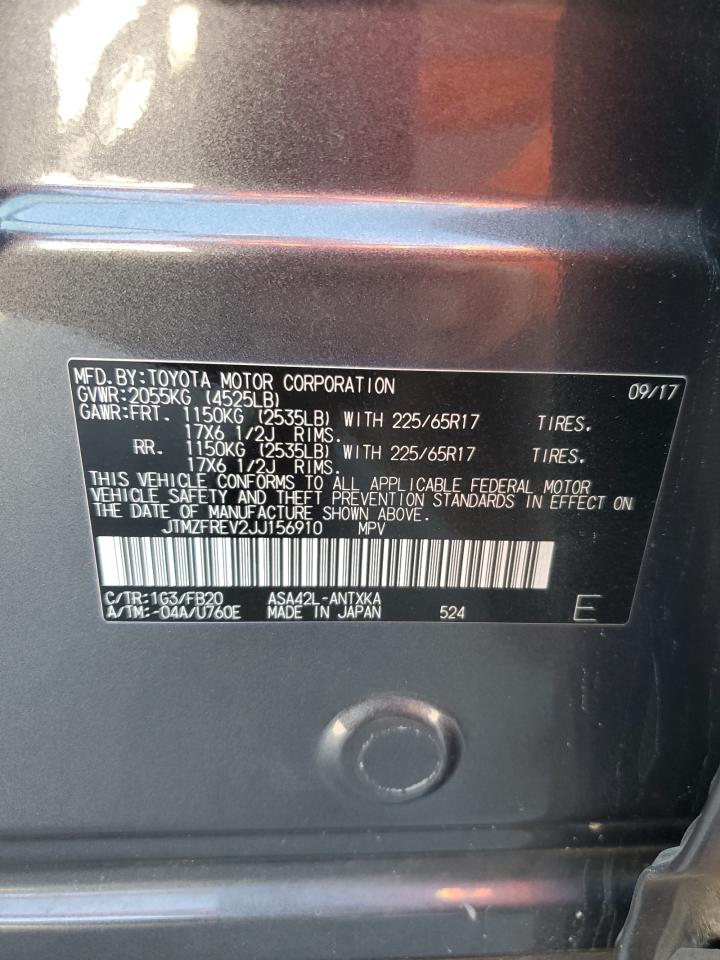 MFD.BY:TOYOTA MOTOR CORPORATION 09/17
GVWR:2055KG (4525LB)
GAWR:FRT. 1150KG (2535LB) WITH 225/65R17 TIRES.
17X6 1/2J RIMS.
RR. 1150KG (2535LB) WITH 225/65R17 TIRES.
17X6 1/2J RIMS.
THIS VEHICLE CONFORMS TO ALL APPLICABLE FEDERAL MOTOR
VEHICLE SAFETY AND THEFT PREVENTION STANDARDS IN EFFECT ON
THE DATE OF MANUFACTURE SHOWN ABOVE.
JTMZFREV2JJ156910 MPV
C/TR:1G3/FB20 ASA42L-ANTXKA
A/TM:-04A/U760E MADE IN JAPAN 524 E